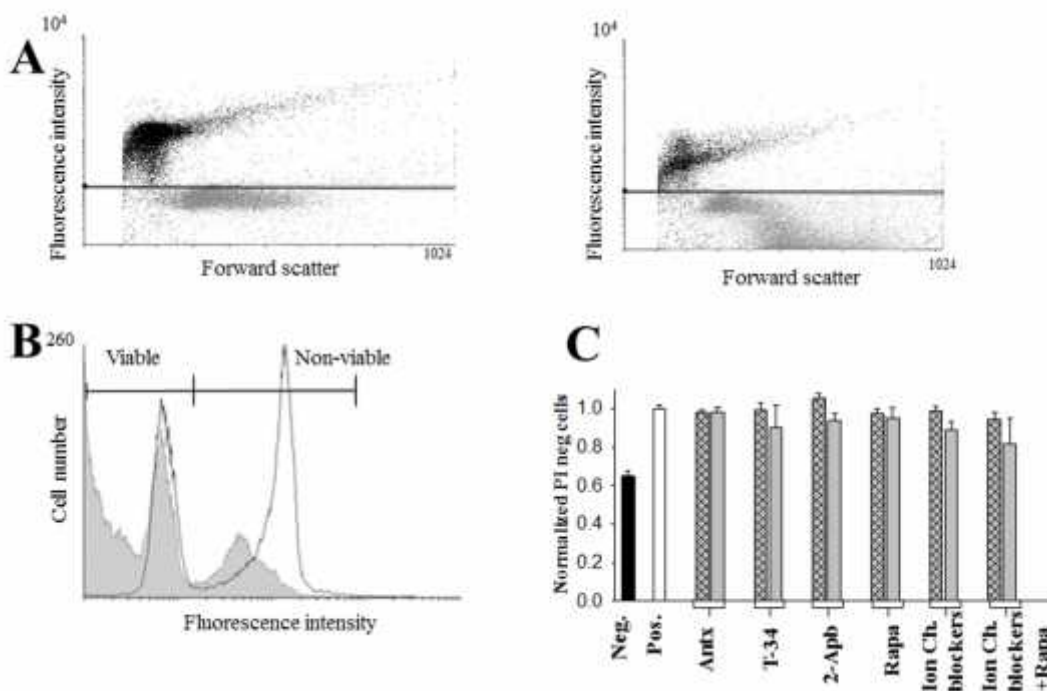 A
10⁴
Fluorescence intensity
Forward scatter
1024
10⁴
Fluorescence intensity
Forward scatter
1024
B
260
Viable
Non-viable
Cell number
Fluorescence intensity
C
Normalized PI neg cells
1.0
0.8
0.6
0.4
0.2
0.0
Neg.
Pos.
Antx
T-34
2-Apb
Rapa
Ion Ch.
blockers
Ion Ch.
blockers
+Rapa